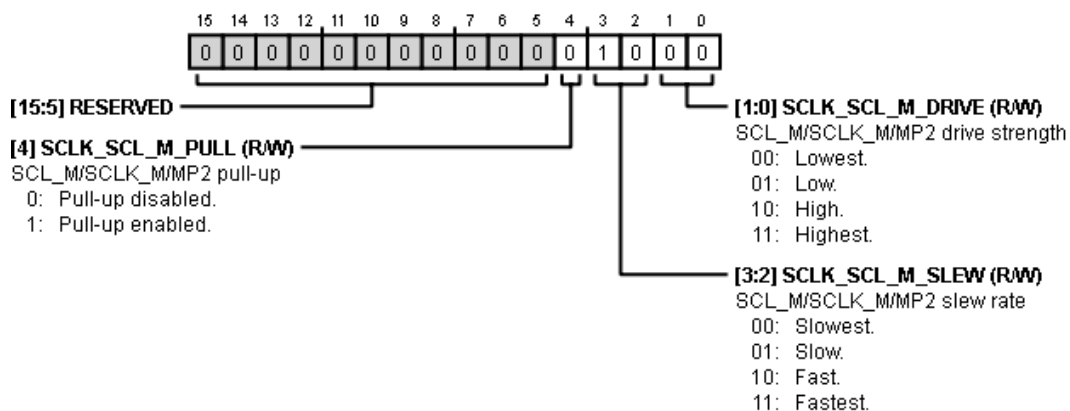 15 14 13 12 11 10 9 8 7 6 5 4 3 2 1 0
0 0 0 0 0 0 0 0 0 0 0 0 1 0 0 0
[15:5] RESERVED
[4] SCLK_SCL_M_PULL (R/W)
SCL_M/SCLK_M/MP2 pull-up
0: Pull-up disabled.
1: Pull-up enabled.
[1:0] SCLK_SCL_M_DRIVE (R/W)
SCL_M/SCLK_M/MP2 drive strength
00: Lowest.
01: Low.
10: High.
11: Highest.
[3:2] SCLK_SCL_M_SLEW (R/W)
SCL_M/SCLK_M/MP2 slew rate
00: Slowest.
01: Slow.
10: Fast.
11: Fastest.